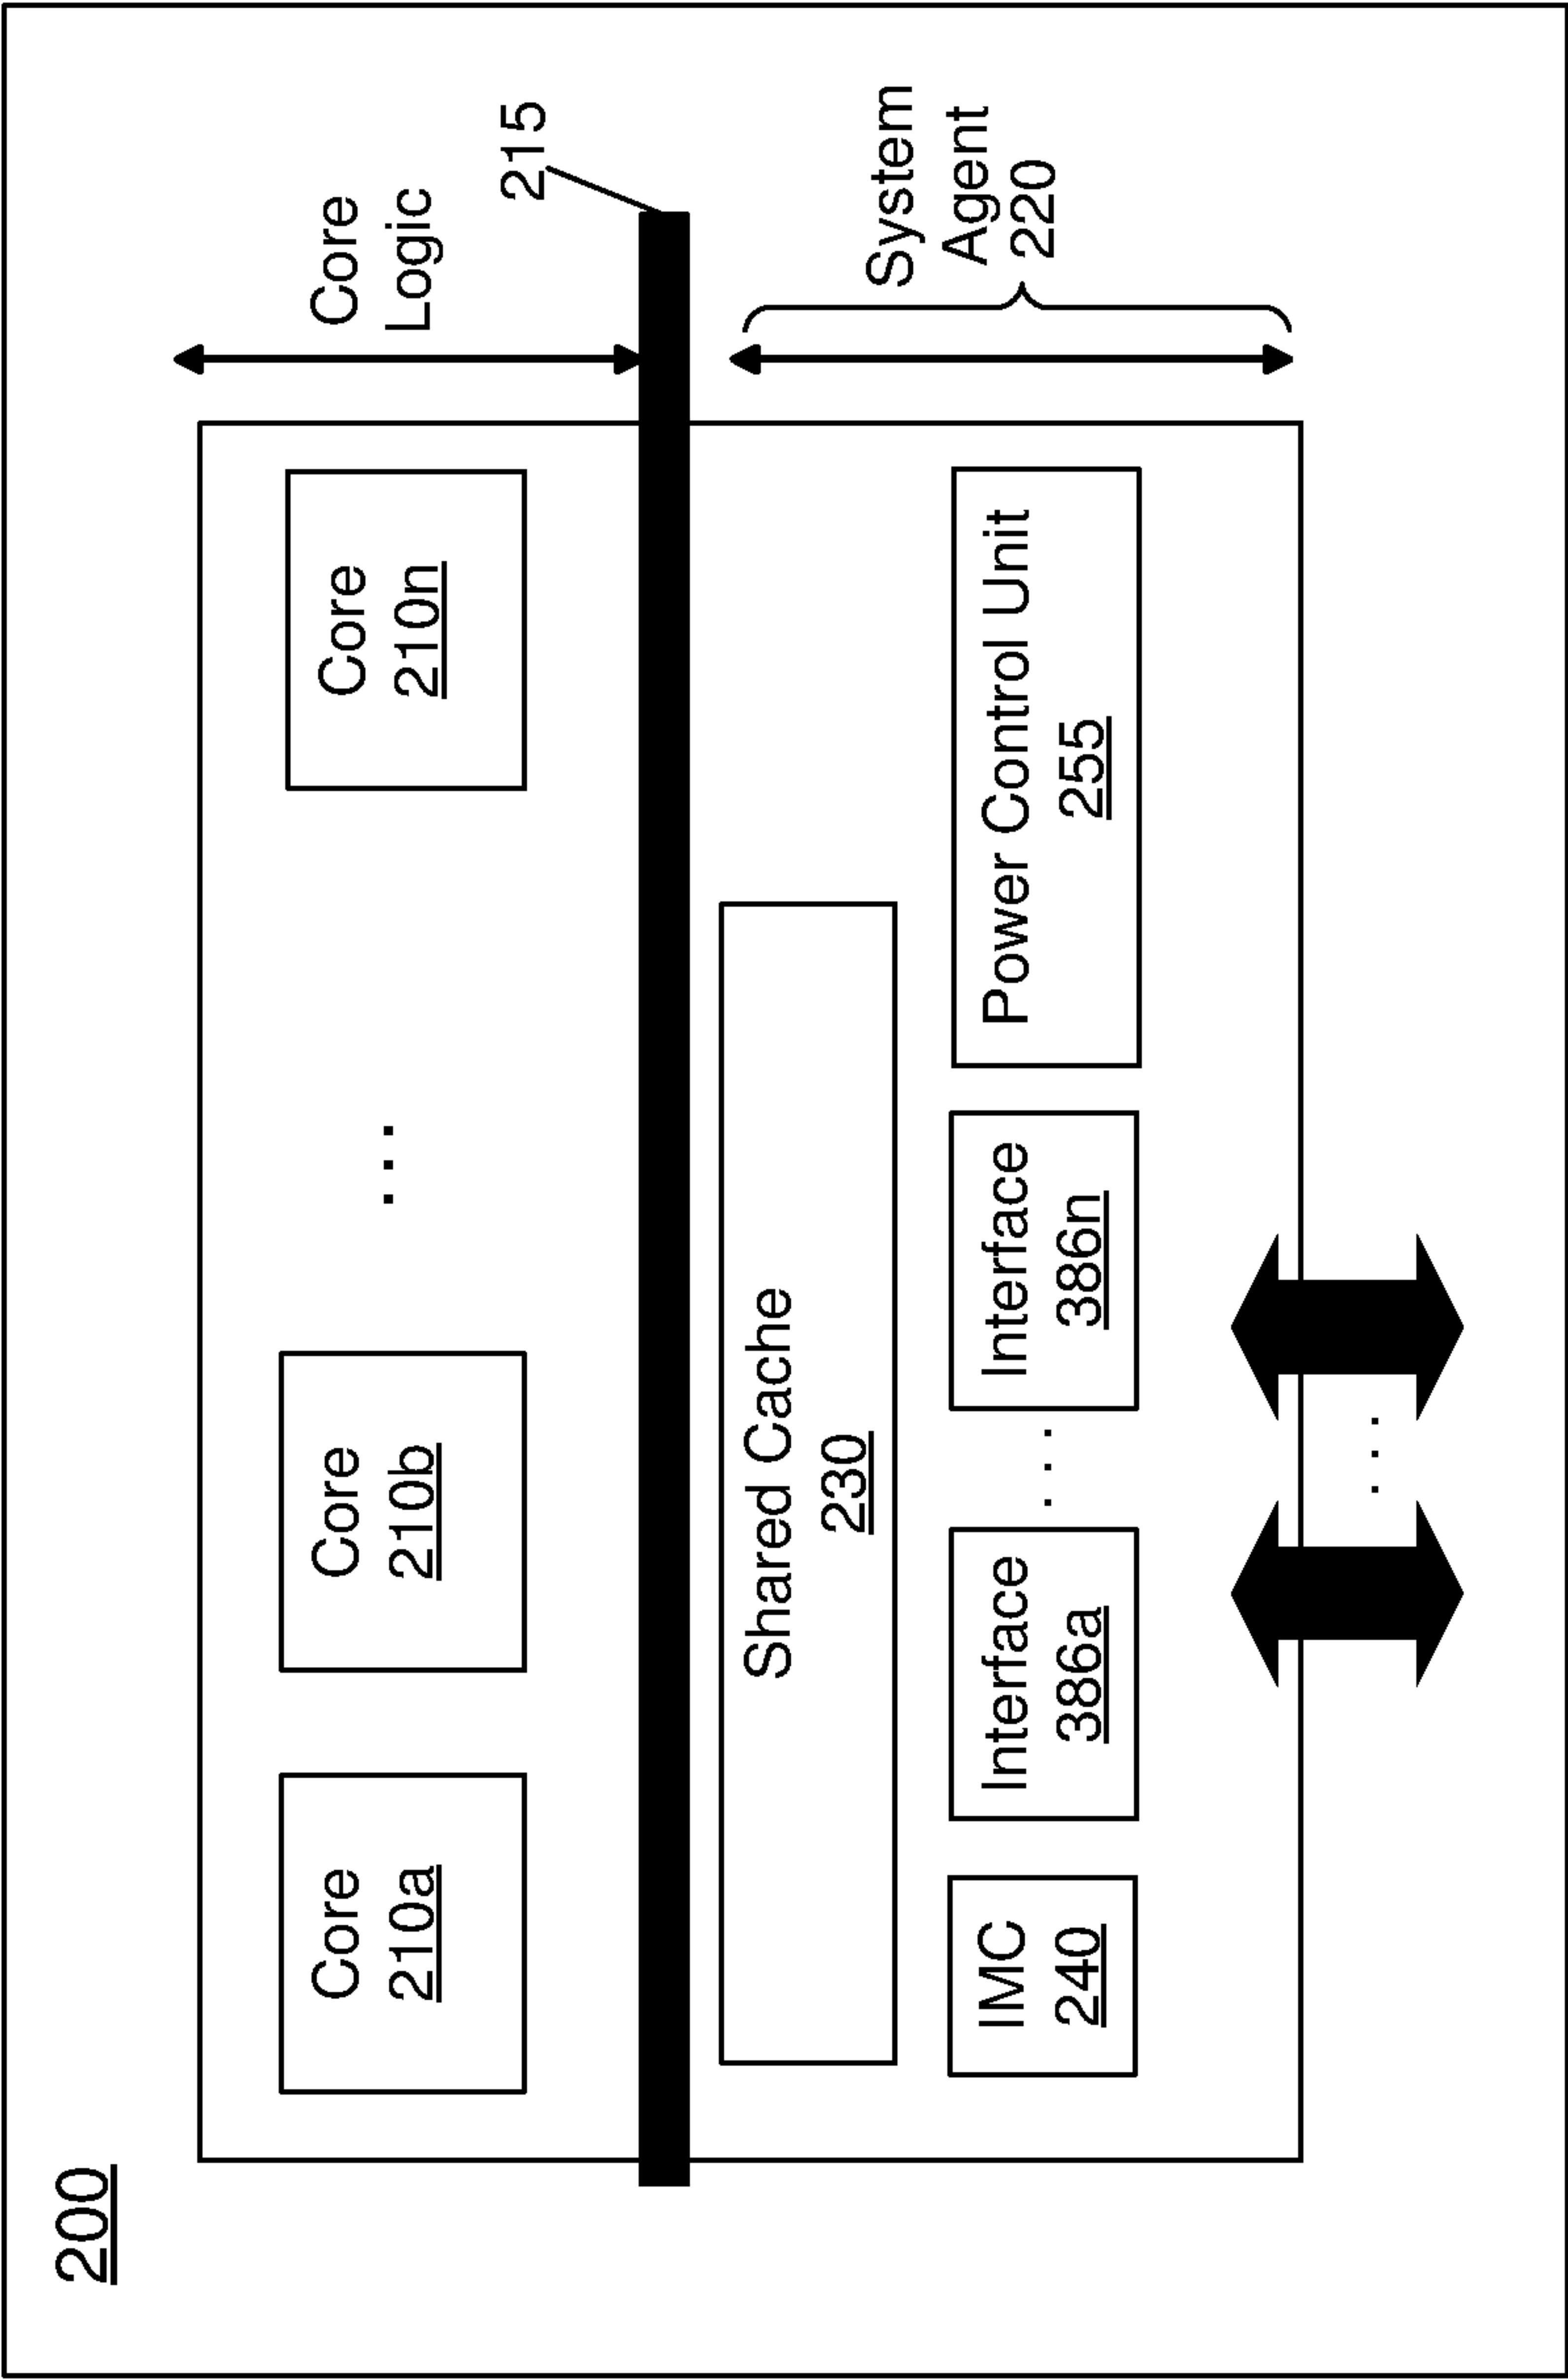 200
Core
210a
Core
210b
...
Core
210n
Core
Logic
215
Shared Cache
230
System
Agent
220
IMC
240
Interface
386a
...
Interface
386n
Power Control Unit
255
...